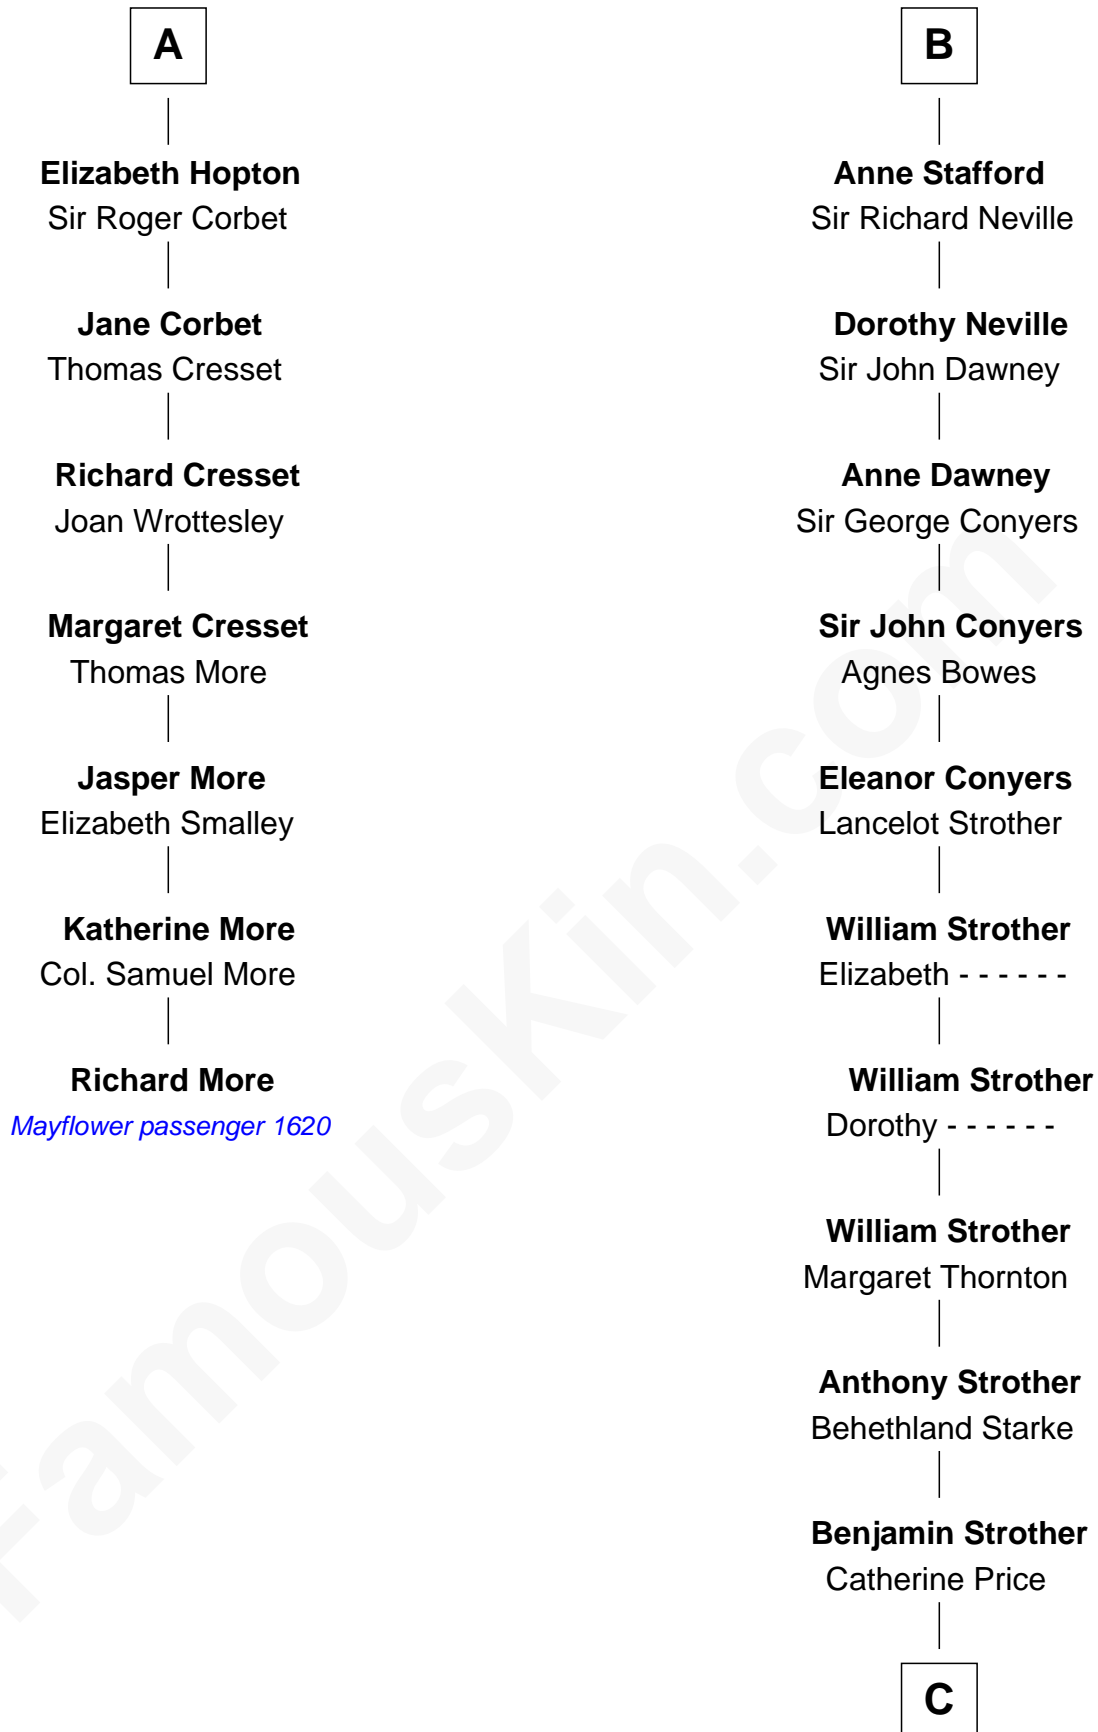 A
Elizabeth Hopton
Sir Roger Corbet
Jane Corbet
Thomas Cresset
Richard Cresset
Joan Wrottesley
Margaret Cresset
Thomas More
Jasper More
Elizabeth Smalley
Katherine More
Col. Samuel More
Richard More
Mayflower passenger 1620
B
Anne Stafford
Sir Richard Neville
Dorothy Neville
Sir John Dawney
Anne Dawney
Sir George Conyers
Sir John Conyers
Agnes Bowes
Eleanor Conyers
Lancelot Strother
William Strother
Elizabeth - - - - - -
William Strother
Dorothy - - - - - -
William Strother
Margaret Thornton
Anthony Strother
Behethland Starke
Benjamin Strother
Catherine Price
C
FamousKin.com